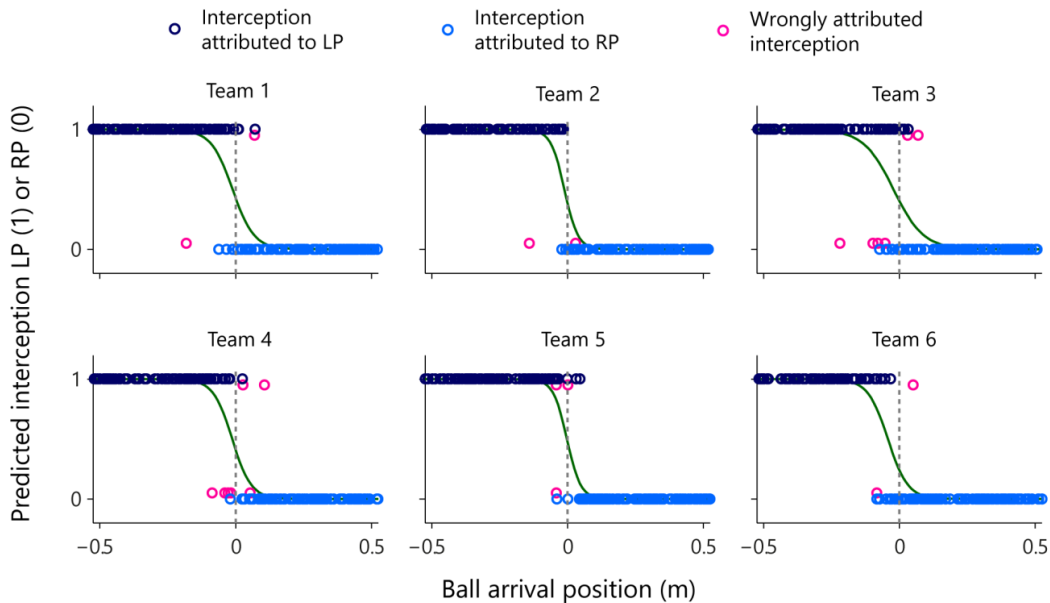 Interception
attributed to LP
Interception
attributed to RP
Wrongly attributed
interception
Predicted interception LP (1) or RP (0)
Team 1
Team 2
Team 3
1
0
Team 4
Team 5
Team 6
1
0
−0.5 0 0.5
−0.5 0 0.5
−0.5 0 0.5
Ball arrival position (m)